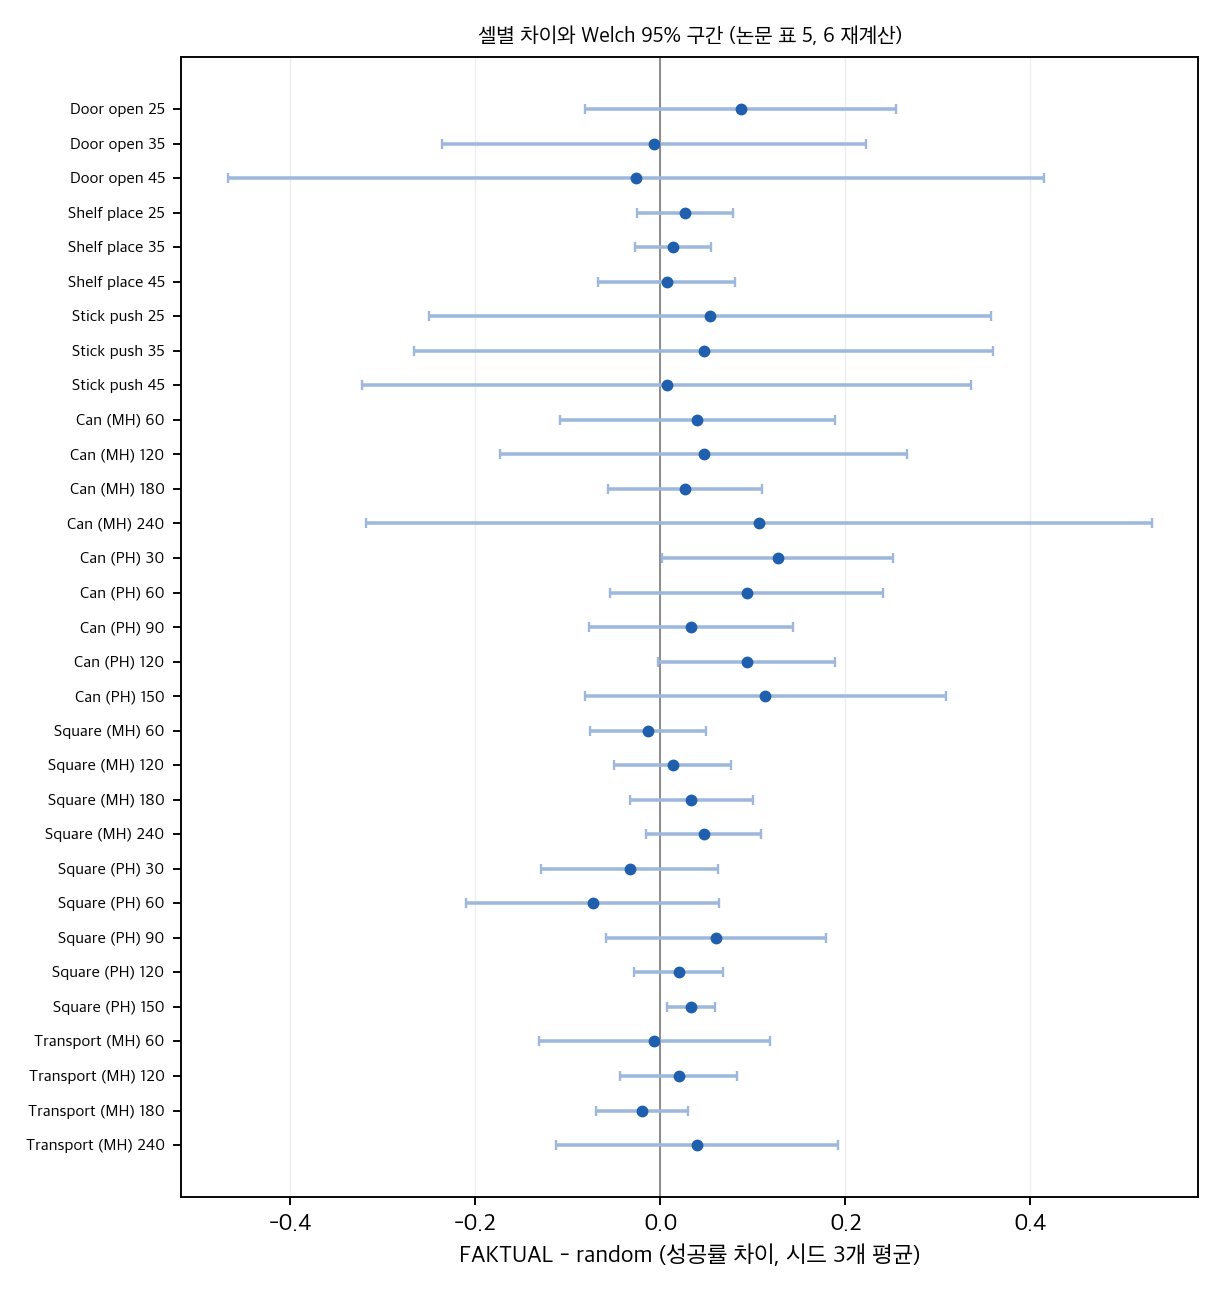 셀별 차이와 Welch 95% 구간 (논문 표 5, 6 재계산)
Door open 25
Door open 35
Door open 45
Shelf place 25
Shelf place 35
Shelf place 45
Stick push 25
Stick push 35
Stick push 45
Can (MH) 60
Can (MH) 120
Can (MH) 180
Can (MH) 240
Can (PH) 30
Can (PH) 60
Can (PH) 90
Can (PH) 120
Can (PH) 150
Square (MH) 60
Square (MH) 120
Square (MH) 180
Square (MH) 240
Square (PH) 30
Square (PH) 60
Square (PH) 90
Square (PH) 120
Square (PH) 150
Transport (MH) 60
Transport (MH) 120
Transport (MH) 180
Transport (MH) 240
-0.4 -0.2 0.0 0.2 0.4
FAKTUAL - random (성공률 차이, 시드 3개 평균)